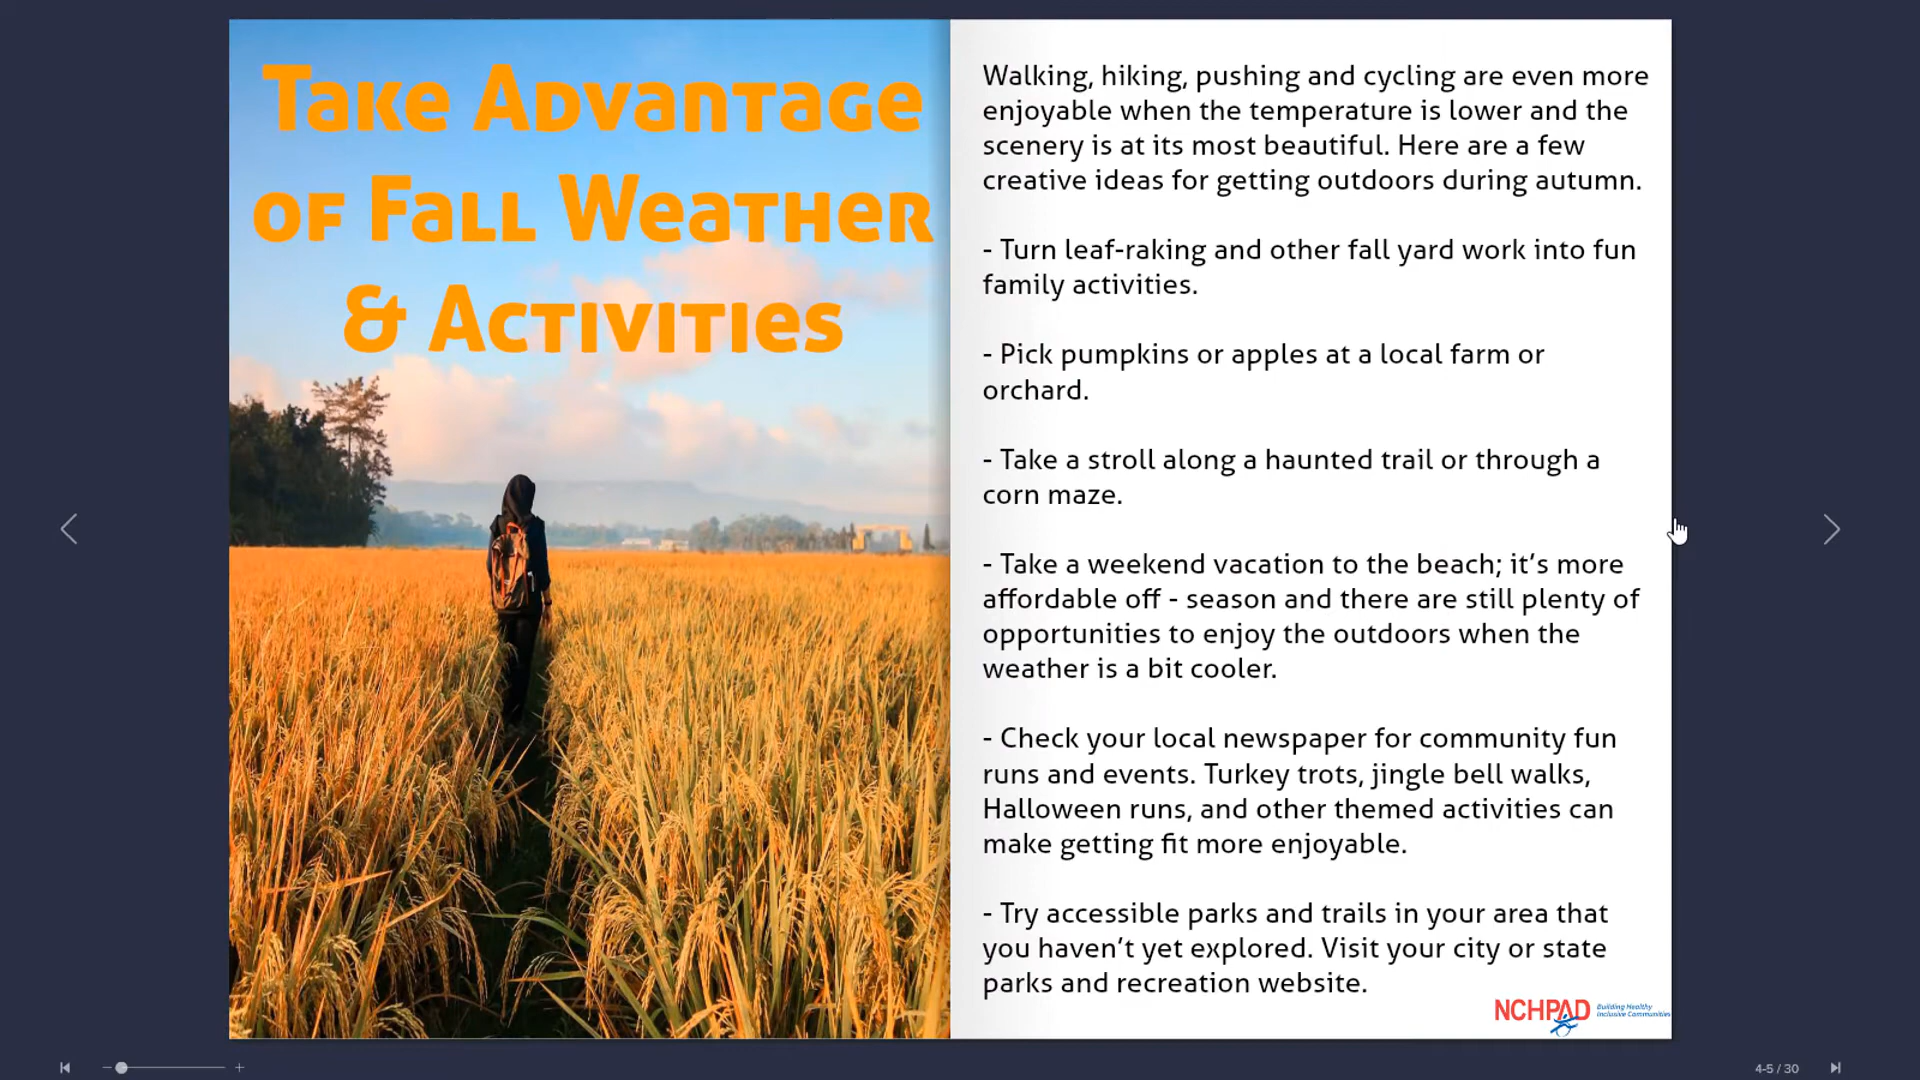 Take Advantage
of Fall Weather
& Activities
Walking, hiking, pushing and cycling are even more
enjoyable when the temperature is lower and the
scenery is at its most beautiful. Here are a few
creative ideas for getting outdoors during autumn.
- Turn leaf-raking and other fall yard work into fun
family activities.
- Pick pumpkins or apples at a local farm or
orchard.
- Take a stroll along a haunted trail or through a
corn maze.
- Take a weekend vacation to the beach; it’s more
affordable off - season and there are still plenty of
opportunities to enjoy the outdoors when the
weather is a bit cooler.
- Check your local newspaper for community fun
runs and events. Turkey trots, jingle bell walks,
Halloween runs, and other themed activities can
make getting fit more enjoyable.
- Try accessible parks and trails in your area that
you haven’t yet explored. Visit your city or state
parks and recreation website.
NCHPAD
Building Healthy
Inclusive Communities
4-5 / 30